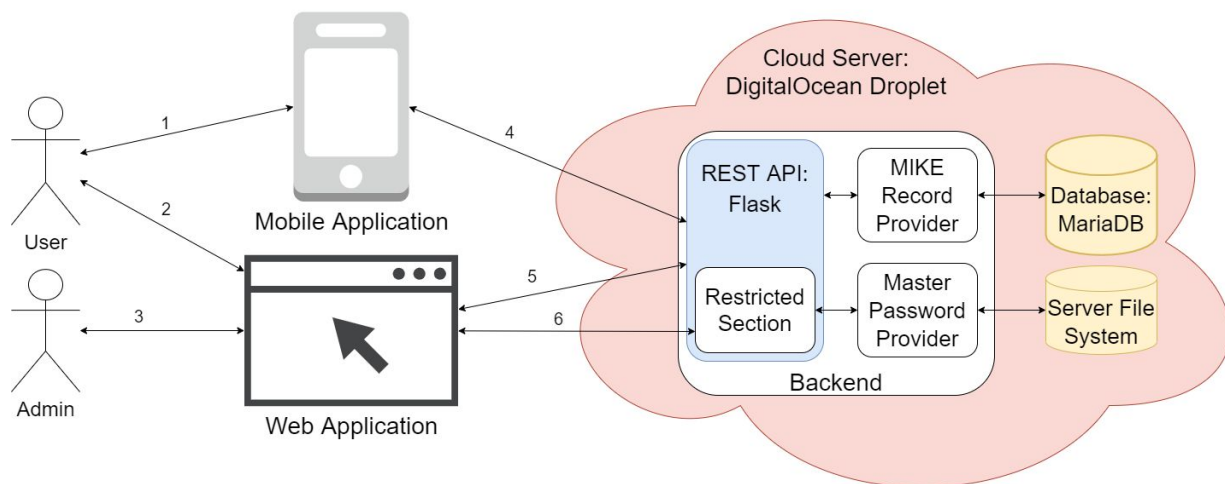 Cloud Server:
DigitalOcean Droplet
1
4
REST API:
Flask
MIKE
Record
Provider
Database:
MariaDB
2
Mobile Application
User
5
3
6
Restricted
Section
Master
Password
Provider
Server File
System
Backend
Admin
Web Application